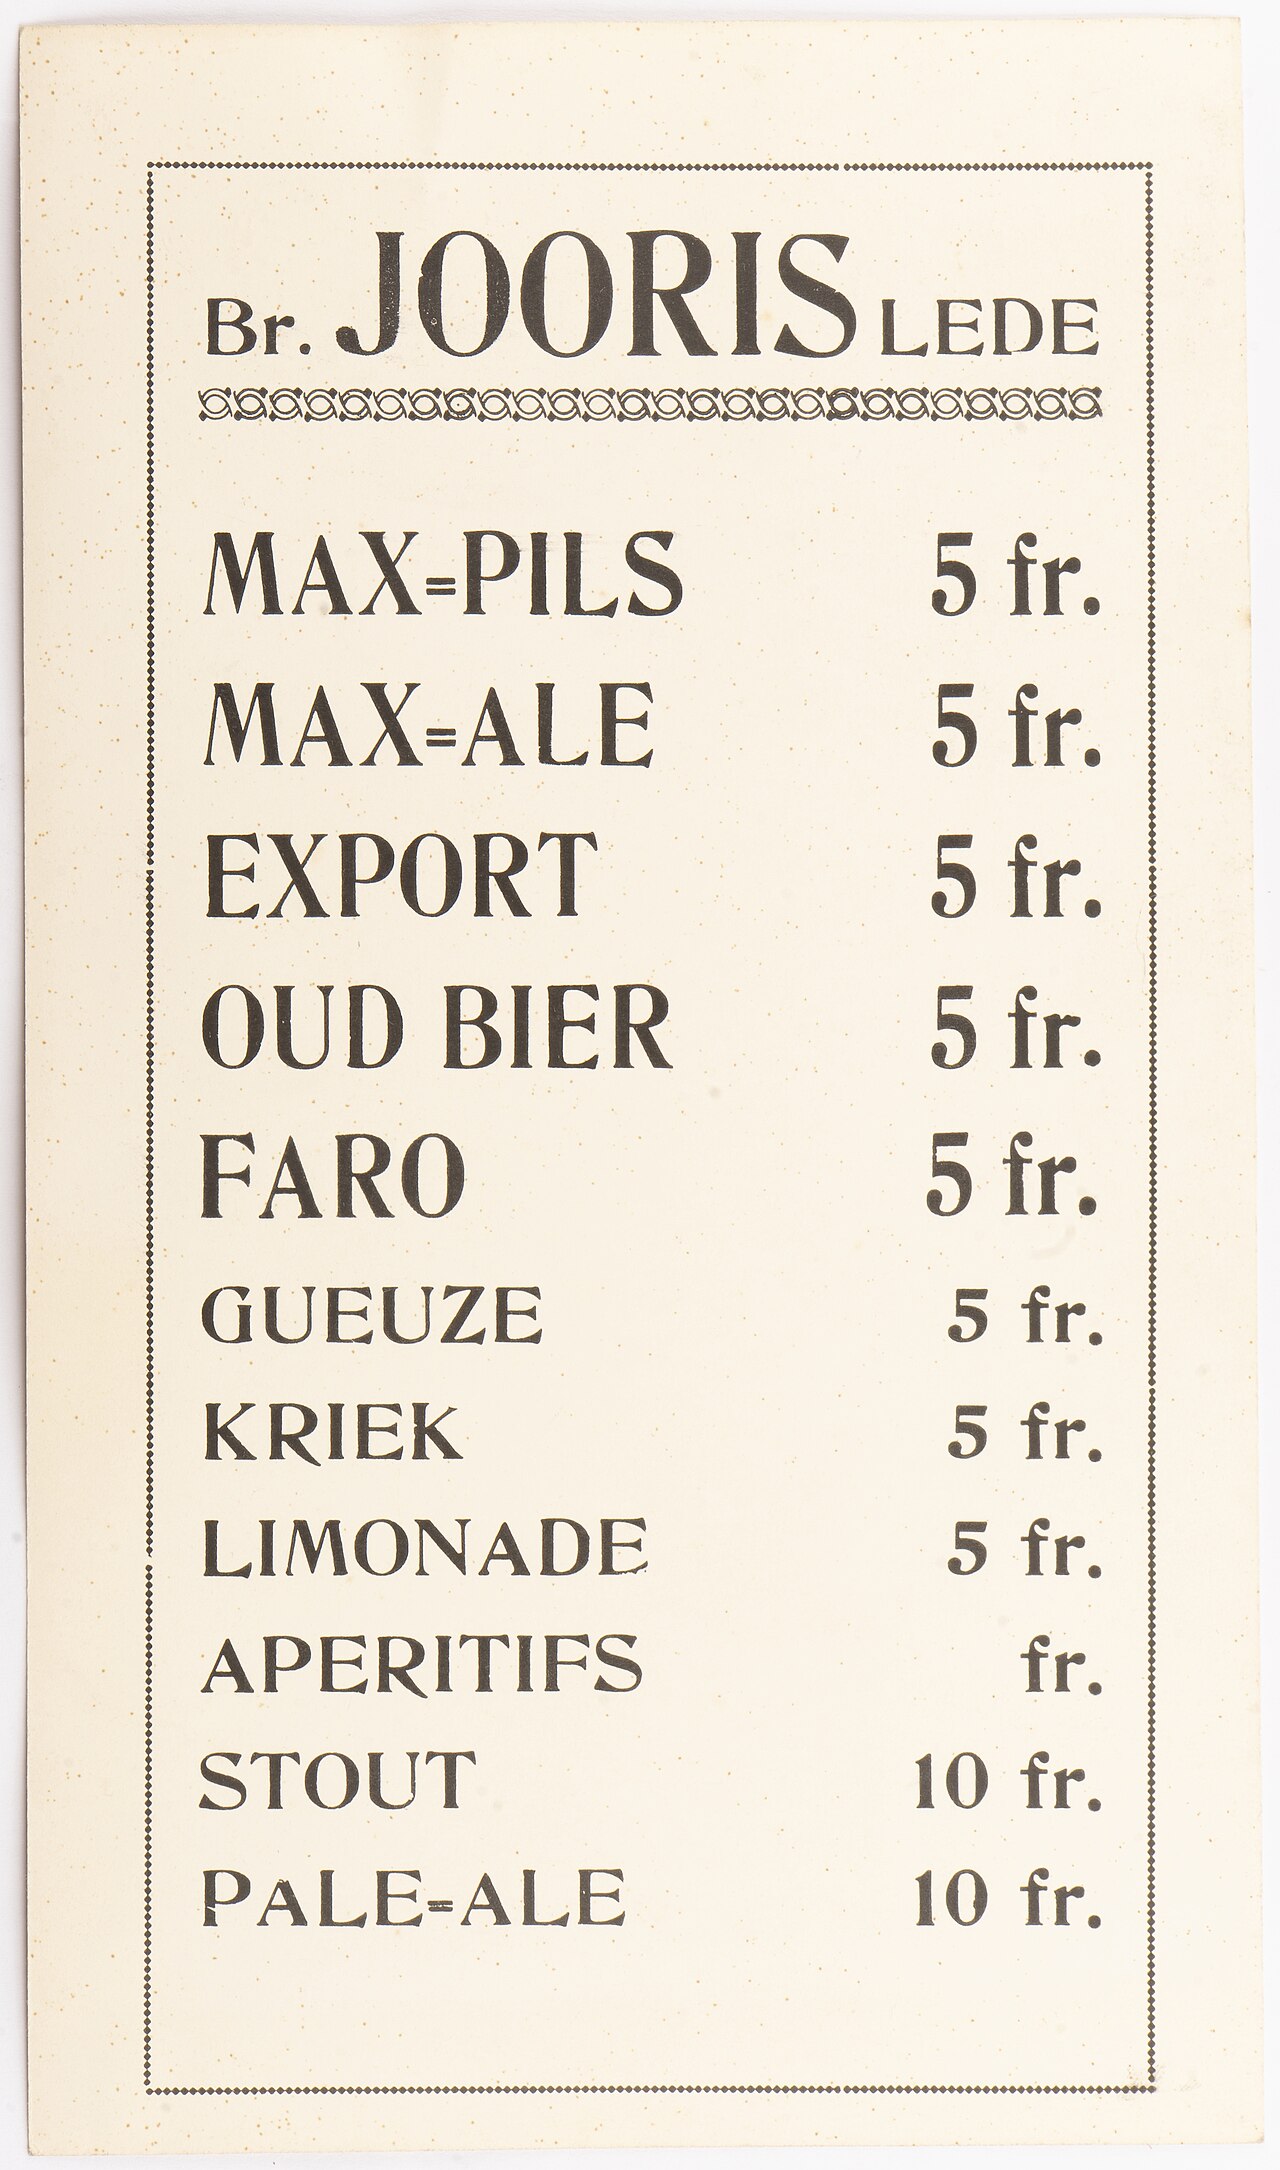 Br. JOORIS LEDE
MAX=PILS 5 fr.
MAX=ALE 5 fr.
EXPORT 5 fr.
OUD BIER 5 fr.
FARO 5 fr.
GUEUZE 5 fr.
KRIEK 5 fr.
LIMONADE 5 fr.
APERITIFS fr.
STOUT 10 fr.
PALE=ALE 10 fr.